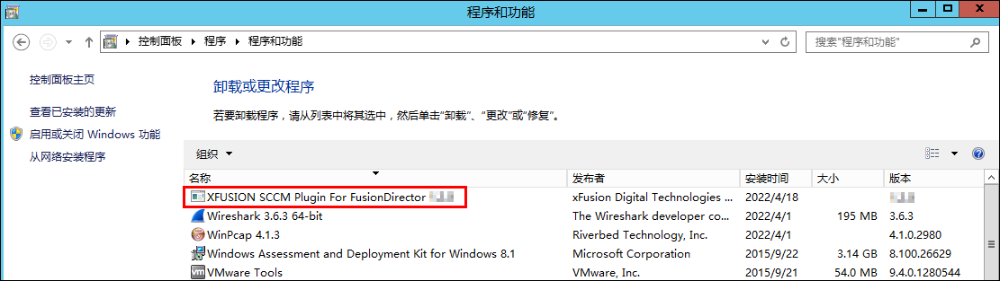 程序和功能
控制面板 程序 程序和功能
搜索"程序和功能"
控制面板主页
查看已安装的更新
启用或关闭 Windows 功能
从网络安装程序
卸载或更改程序
若要卸载程序，请从列表中将其选中，然后单击“卸载”、“更改”或“修复”。
组织
名称 发布者 安装时间 大小 版本
XFUSION SCCM Plugin For FusionDirector xFusion Digital Technologies ... 2022/4/18
Wireshark 3.6.3 64-bit The Wireshark developer co... 2022/4/1 195 MB 3.6.3
WinPcap 4.1.3 Riverbed Technology, Inc. 2022/4/1 4.1.0.2980
Windows Assessment and Deployment Kit for Windows 8.1 Microsoft Corporation 2015/9/22 3.14 GB 8.100.26629
VMware Tools VMware, Inc. 2015/9/21 54.0 MB 9.4.0.1280544